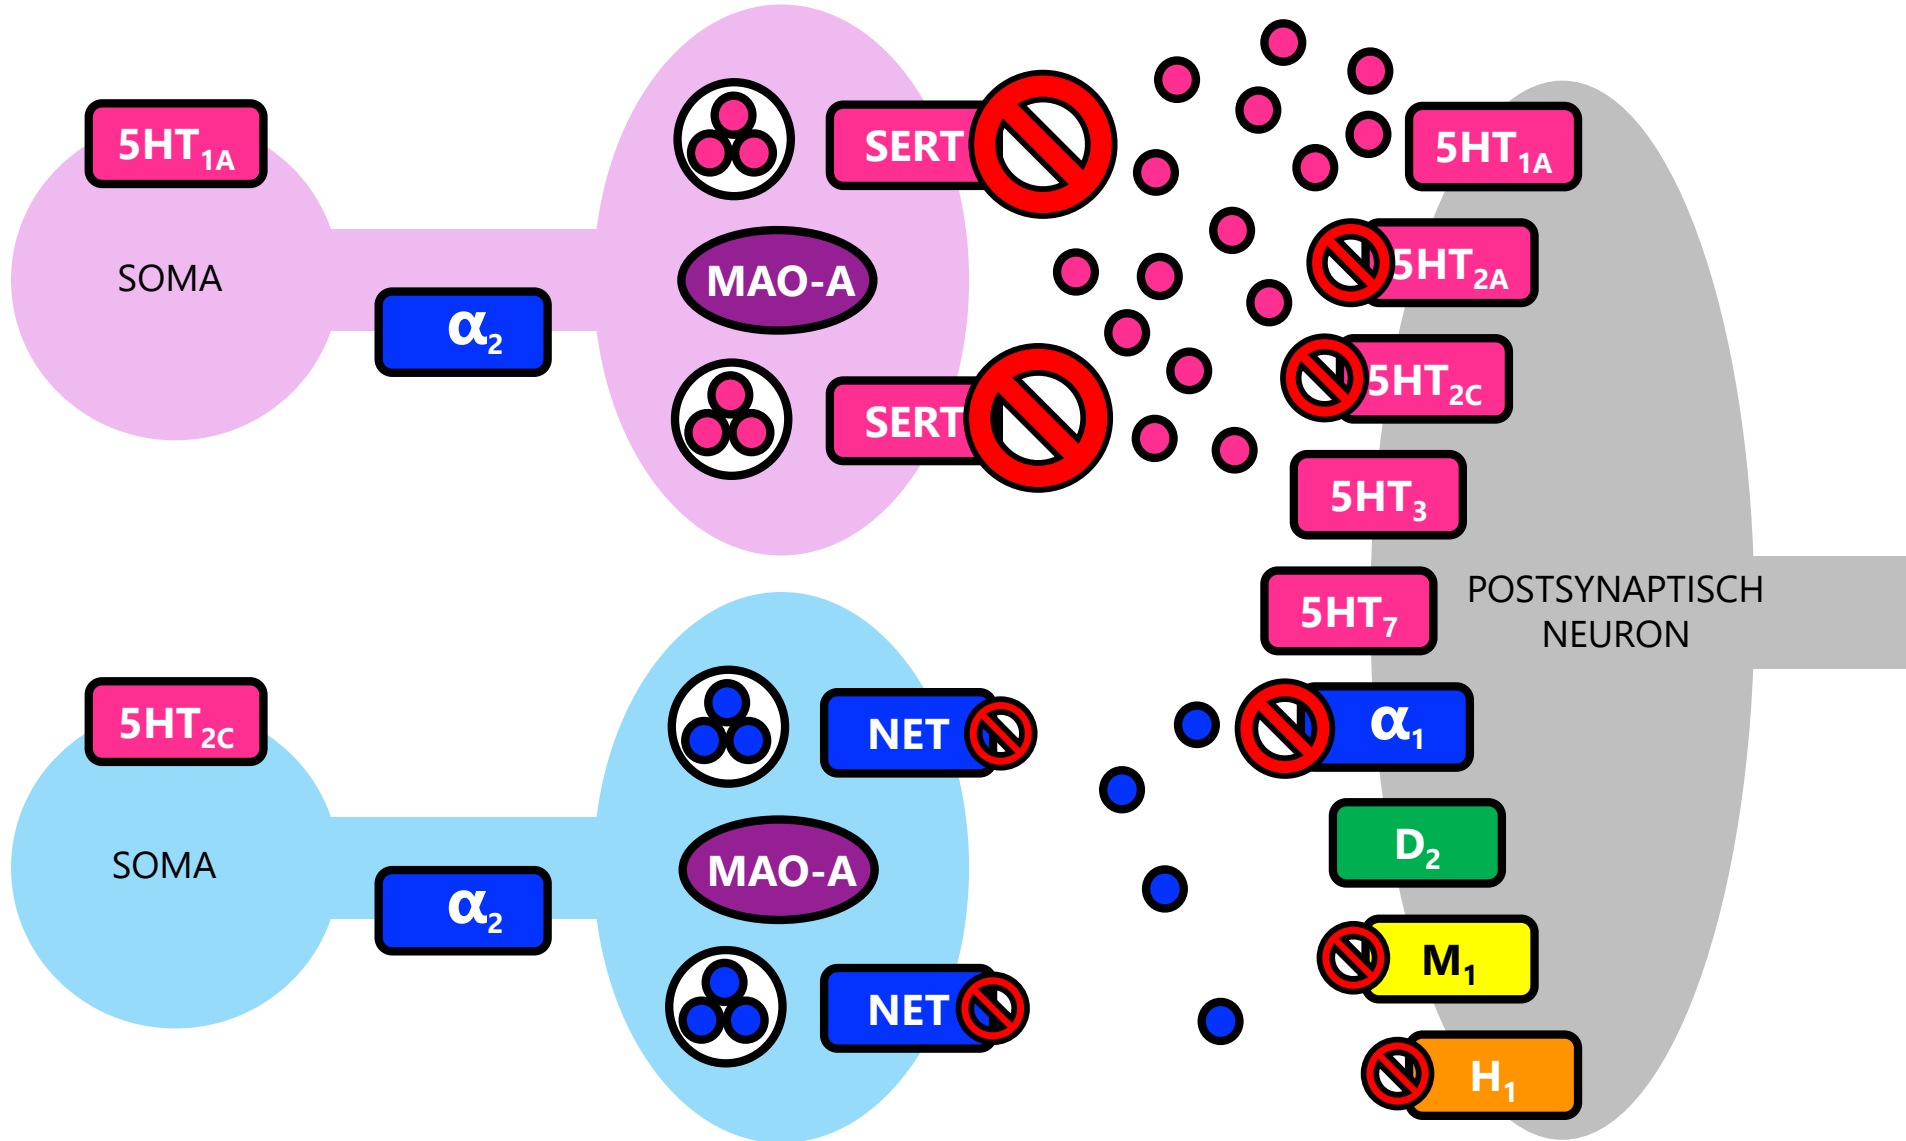 5HT1A
SOMA
α2
SERT
MAO-A
SERT
5HT1A
5HT2A
5HT2C
5HT3
5HT7
POSTSYNAPTISCH
NEURON
5HT2C
SOMA
α2
NET
MAO-A
NET
α1
D2
M1
H1